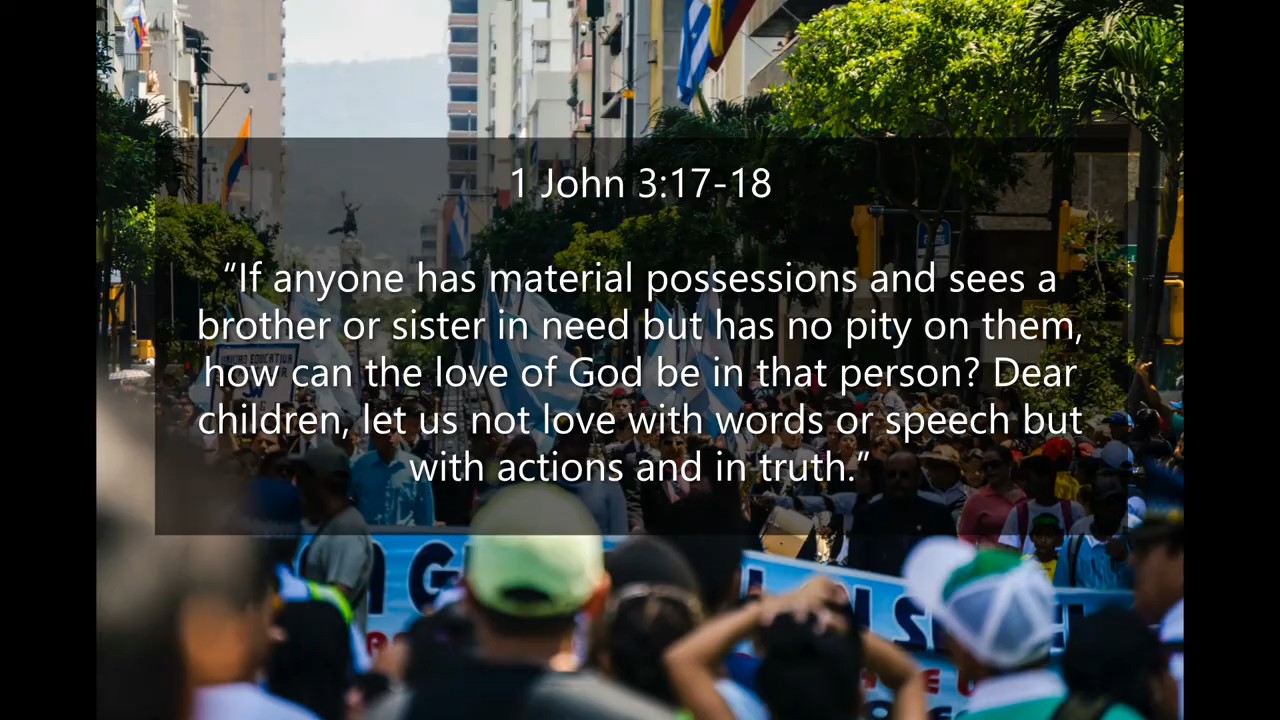 1 John 3:17-18
“If anyone has material possessions and sees a
brother or sister in need but has no pity on them,
how can the love of God be in that person? Dear
children, let us not love with words or speech but
with actions and in truth.”